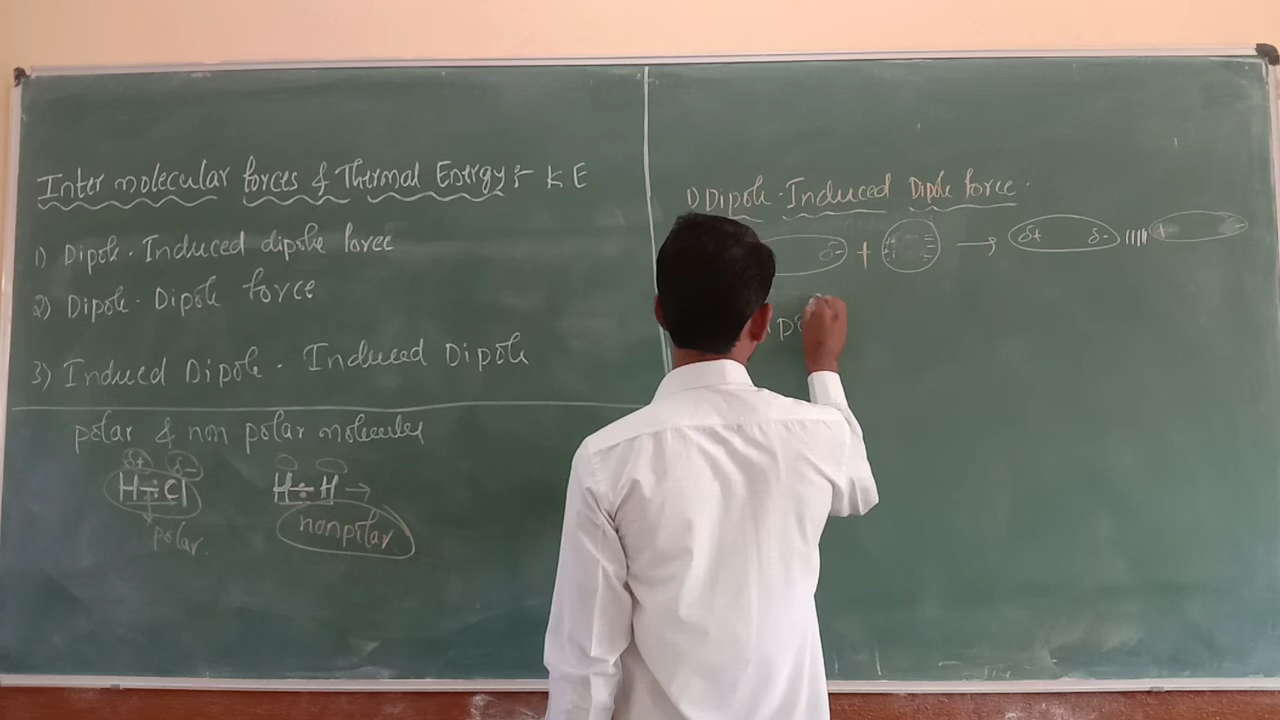 Inter molecular forces & Thermal Energy :- K E
1) Dipole - Induced dipole force
2) Dipole - Dipole force
3) Induced Dipole - Induced Dipole
polar & non polar molecules
δ+ δ-
H÷Cl H:H →
polar. nonpolar
1) Dipole - Induced Dipole force.
δ- + → δ+ δ- + -